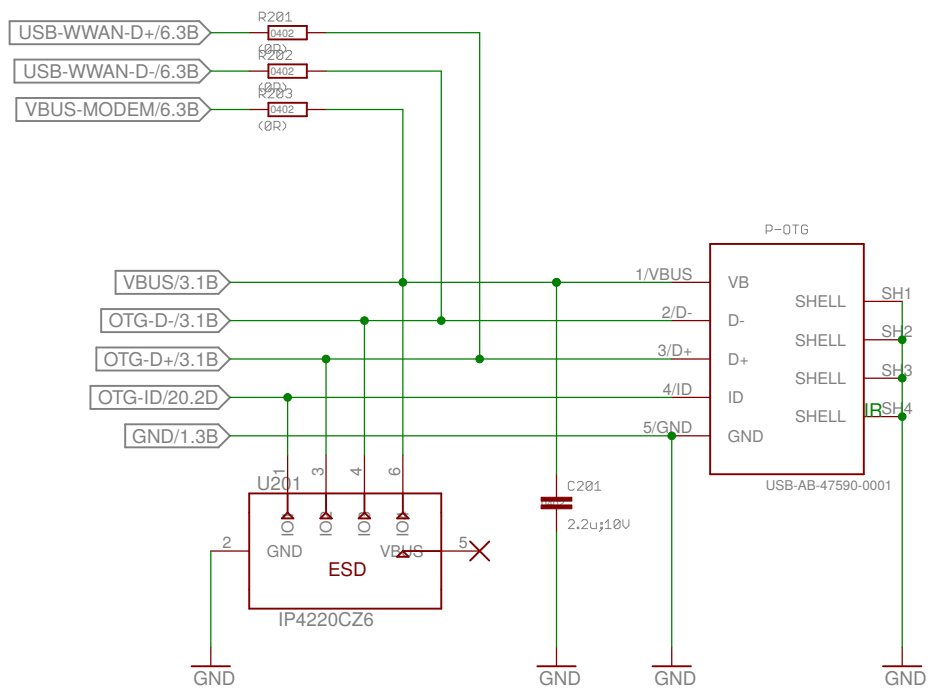 R201
USB-WWAN-D+/6.3B
0402
(0R)
R202
USB-WWAN-D-/6.3B
0402
(0R)
R203
VBUS-MODEM/6.3B
0402
(0R)
P-OTG
VBUS/3.1B
1/VBUS
VB
SHELL
SH1
OTG-D-/3.1B
2/D-
D-
SHELL
SH2
OTG-D+/3.1B
3/D+
D+
SHELL
SH3
OTG-ID/20.2D
4/ID
ID
SHELL
IR
SH4
GND/1.3B
5/GND
GND
USB-AB-47590-0001
1
3
4
6
U201
C201
2.2u;10V
2
GND
VBUS
5
ESD
IP4220CZ6
GND
GND
GND
GND